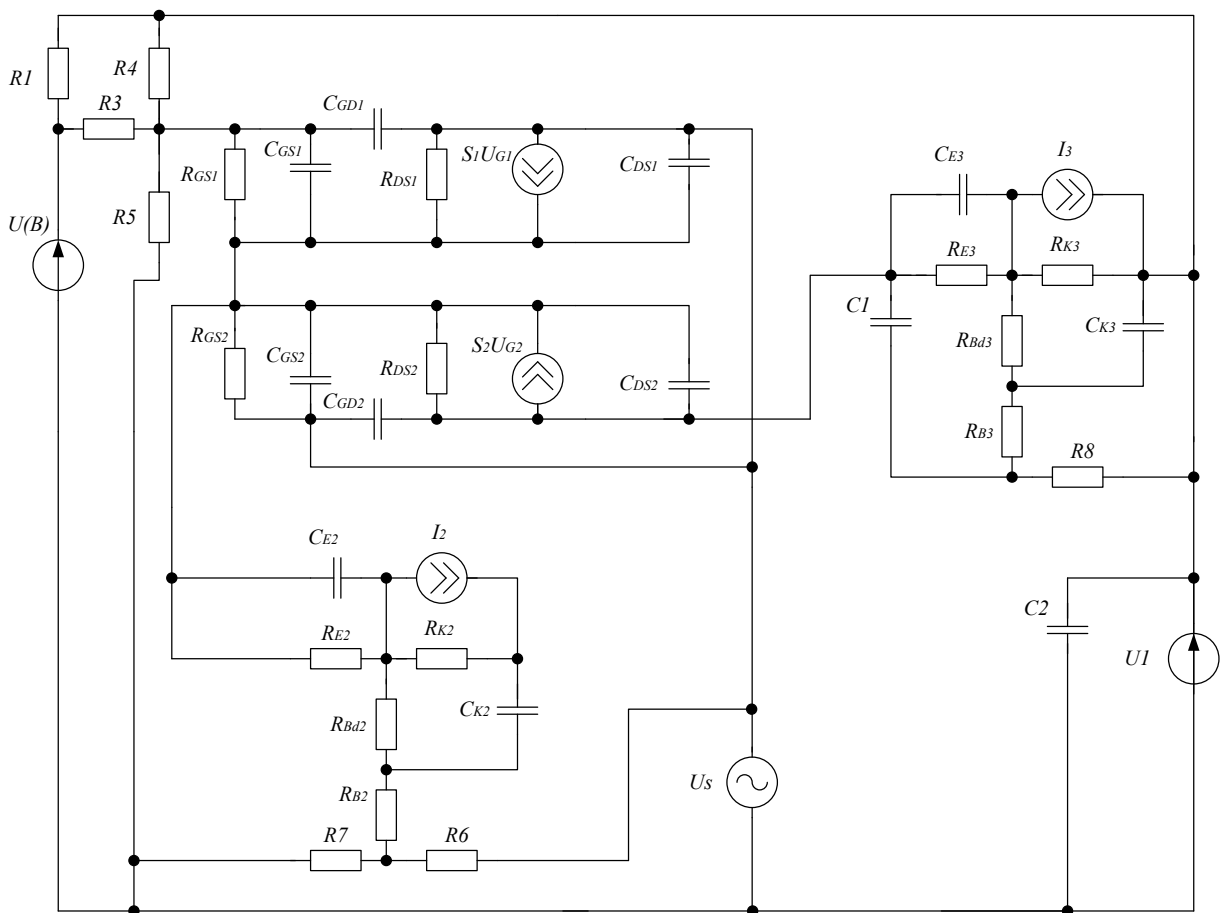 R1
R4
R3
CGD1
RGS1
CGS1
RDS1
S1UG1
CDS1
CE3
I3
R5
U(B)
RE3
RK3
C1
RGS2
CGS2
RDS2
S2UG2
CDS2
RBd3
CK3
CGD2
RB3
R8
CE2
I2
C2
RE2
RK2
U1
RBd2
CK2
Us
RB2
R7
R6